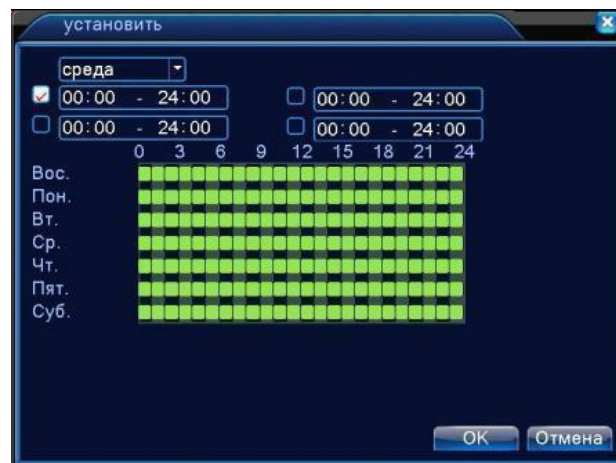 установить
среда
00:00 - 24:00 00:00 - 24:00
00:00 - 24:00 00:00 - 24:00
0 3 6 9 12 15 18 21 24
Вос.
Пон.
Вт.
Ср.
Чт.
Пят.
Суб.
OK Отмена